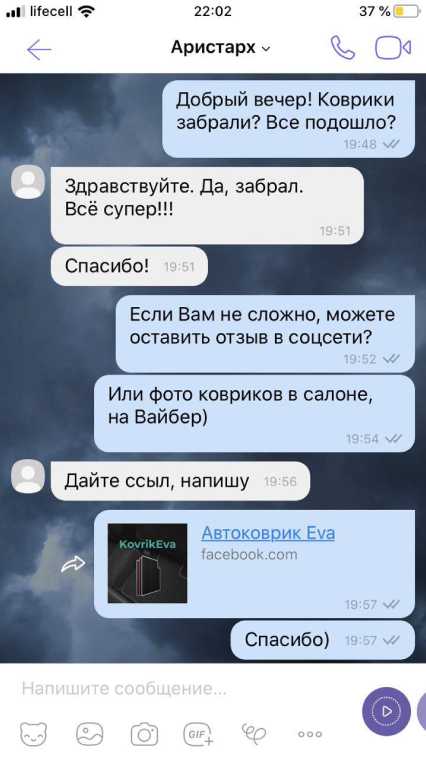 lifecell 22:02 37 %
Аристарх
Добрый вечер! Коврики
забрали? Все подошло?
19:48
Здравствуйте. Да, забрал.
Всё супер!!!
19:51
Спасибо! 19:51
Если Вам не сложно, можете
оставить отзыв в соцсети?
19:52
Или фото ковриков в салоне,
на Вайбер)
19:54
Дайте ссыл, напишу 19:56
KovrikEva
Автоковрик Eva
facebook.com
19:57
Спасибо) 19:57
Напишите сообщение...
GIF